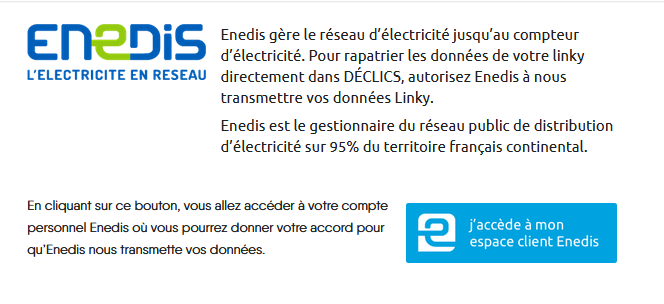 ENEDIS
L'ELECTRICITE EN RESEAU
Enedis gère le réseau d'électricité jusqu'au compteur
d'électricité. Pour rapatrier les données de votre linky
directement dans DÉCLICS, autorisez Enedis à nous
transmettre vos données Linky.
Enedis est le gestionnaire du réseau public de distribution
d'électricité sur 95% du territoire français continental.
En cliquant sur ce bouton, vous allez accéder à votre compte
personnel Enedis où vous pourrez donner votre accord pour
qu'Enedis nous transmette vos données.
j'accède à mon
espace client Enedis